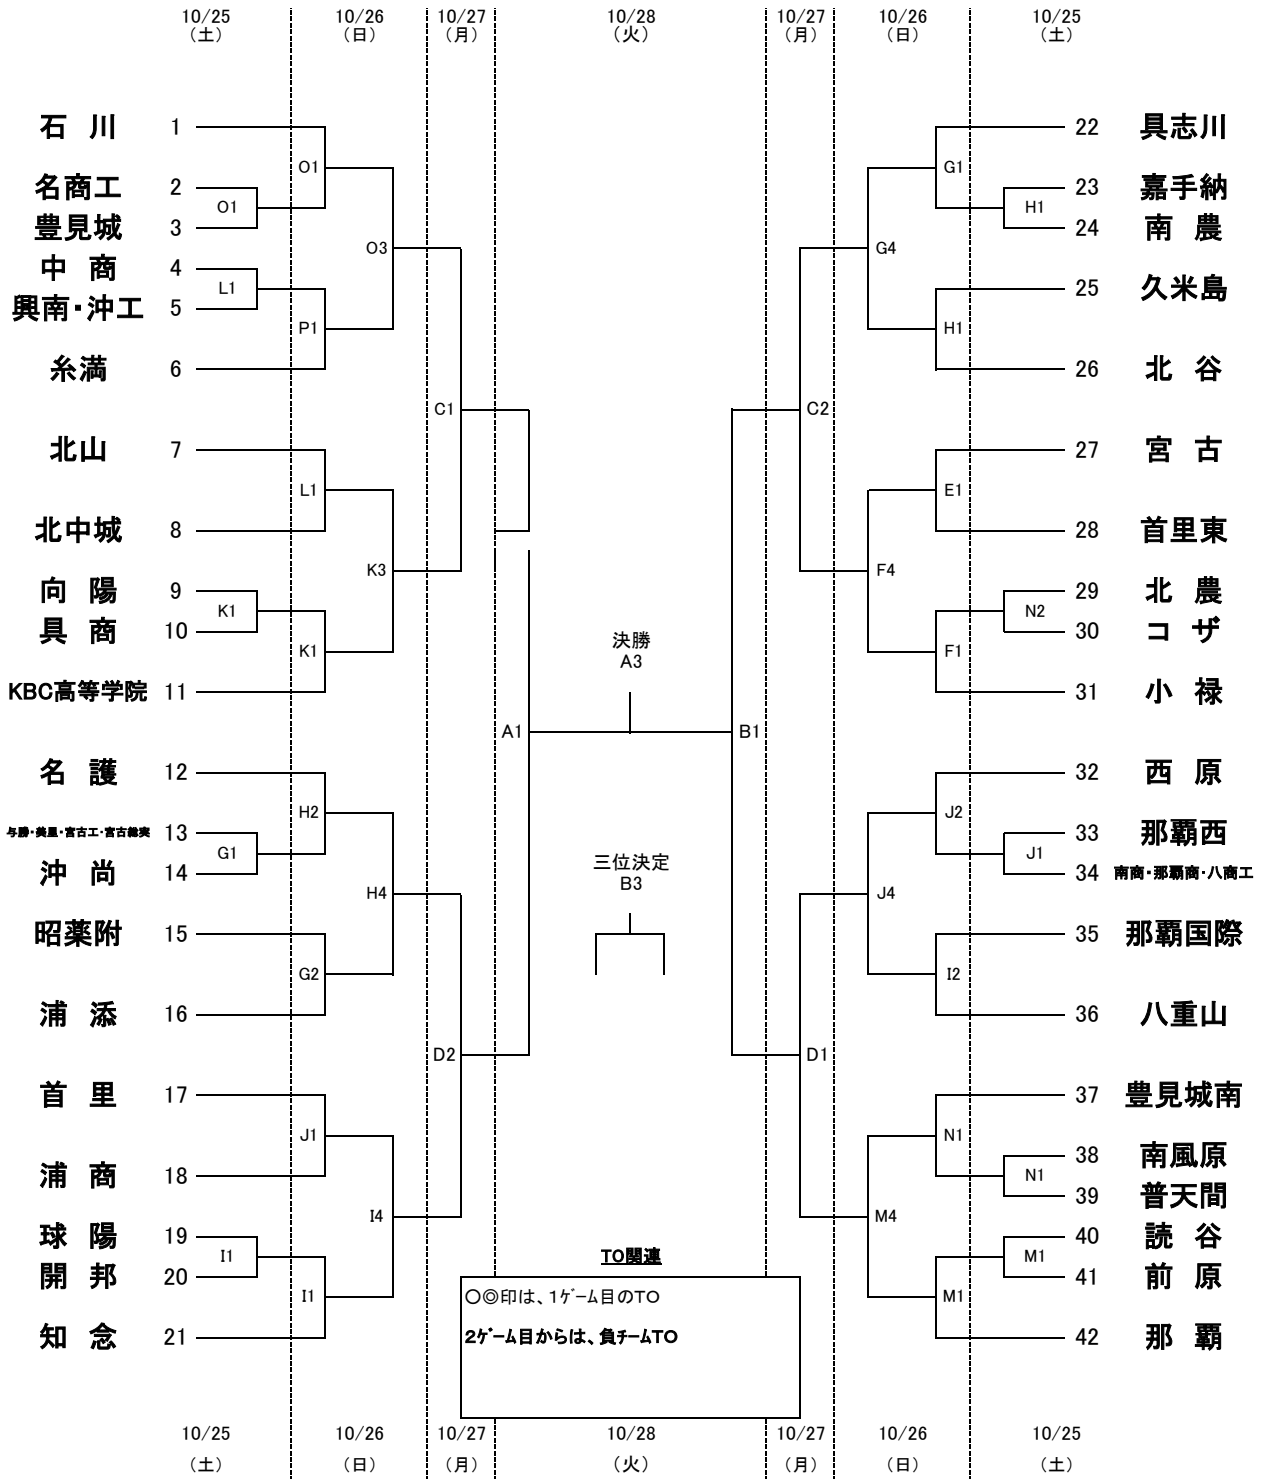 10/25 10/26 10/27 10/28 10/27 10/26 10/25
（土） （日） （月） （火） （月） （日） （土）
石 川 1
O1
名商工 2
O1
豊見城 3
O3
中 商 4
L1
興南・沖工 5
P1
糸満 6
C1
北山 7
L1
北中城 8
K3
向 陽 9
K1
具 商 10
K1
KBC高等学院 11
A1
名 護 12
H2
与勝・美里・宮古工・宮古総実 13
G1
沖 尚 14
H4
昭薬附 15
G2
浦 添 16
D2
首 里 17
J1
浦 商 18
I4
球 陽 19
I1
開 邦 20
I1
知 念 21
決勝
A3
三位決定
B3
22 具志川
G1
23 嘉手納
H1
24 南 農
G4
25 久米島
H1
26 北 谷
C2
27 宮 古
E1
28 首里東
F4
29 北 農
N2
30 コ ザ
F1
31 小 禄
B1
32 西 原
J2
33 那覇西
J1
34 南商・那覇商・八商工
J4
35 那覇国際
I2
36 八重山
D1
37 豊見城南
N1
38 南風原
N1
39 普天間
M4
40 読 谷
M1
41 前 原
M1
42 那 覇
TO関連
○◎印は、1ｹﾞｰﾑ目のTO
2ｹﾞｰﾑ目からは、負ﾁｰﾑTO
10/25 10/26 10/27 10/28 10/27 10/26 10/25
（土） （日） （月） （火） （月） （日） （土）